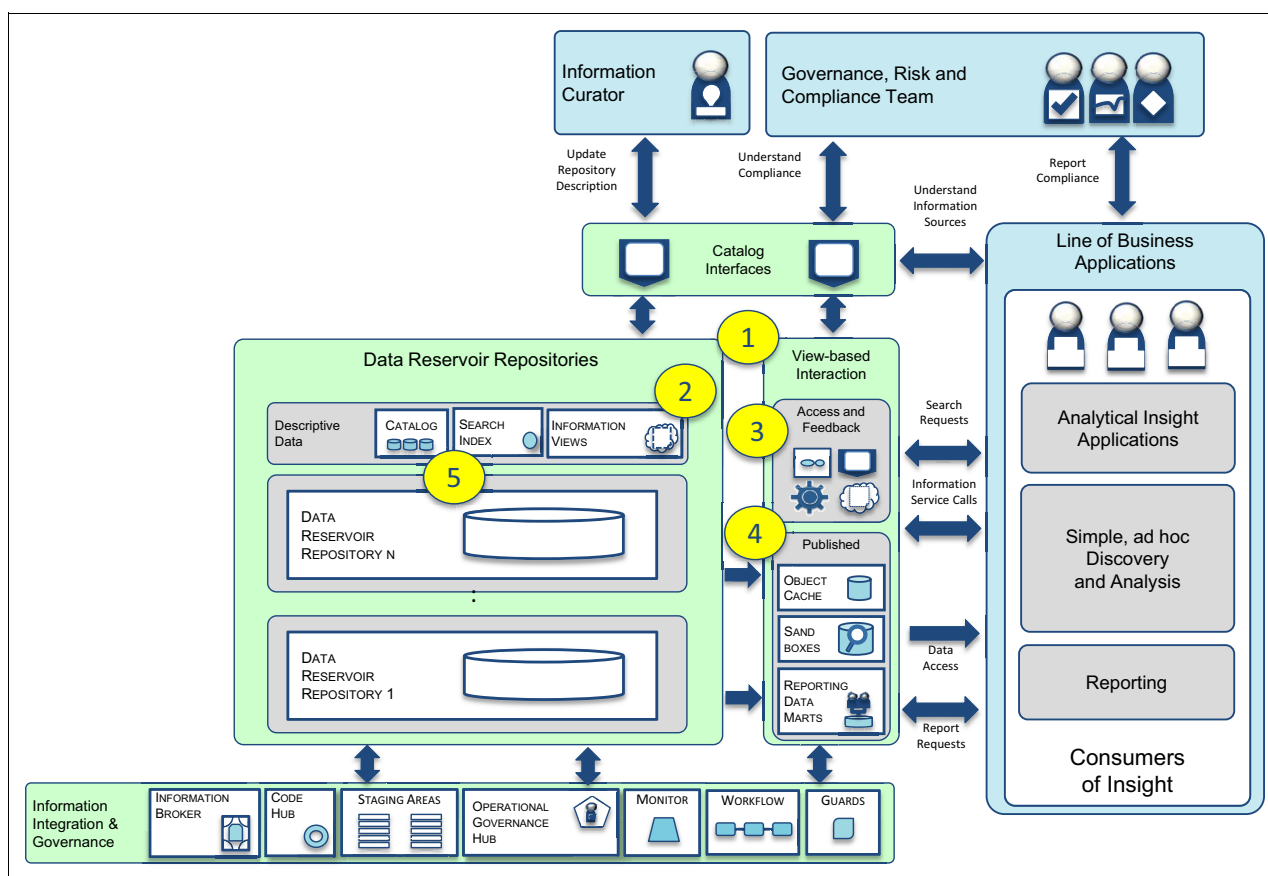 Information
Curator
Governance, Risk and
Compliance Team
Update
Repository
Description
Understand
Compliance
Report
Compliance
Understand
Information
Sources
Catalog
Interfaces
Line of Business
Applications
1
Data Reservoir Repositories
View-based
Interaction
2
Descriptive
Data
CATALOG
SEARCH
INDEX
INFORMATION
VIEWS
3
Access and
Feedback
Search
Requests
Analytical Insight
Applications
5
Information
Service Calls
DATA
RESERVOIR
REPOSITORY N
4
Published
Simple, ad hoc
Discovery
and Analysis
OBJECT
CACHE
:
SAND
BOXES
Data
Access
DATA
RESERVOIR
REPOSITORY 1
REPORTING
DATA
MARTS
Reporting
Report
Requests
Consumers
of Insight
Information
Integration &
Governance
INFORMATION
BROKER
CODE
HUB
STAGING AREAS
OPERATIONAL
GOVERNANCE
HUB
MONITOR
WORKFLOW
GUARDS